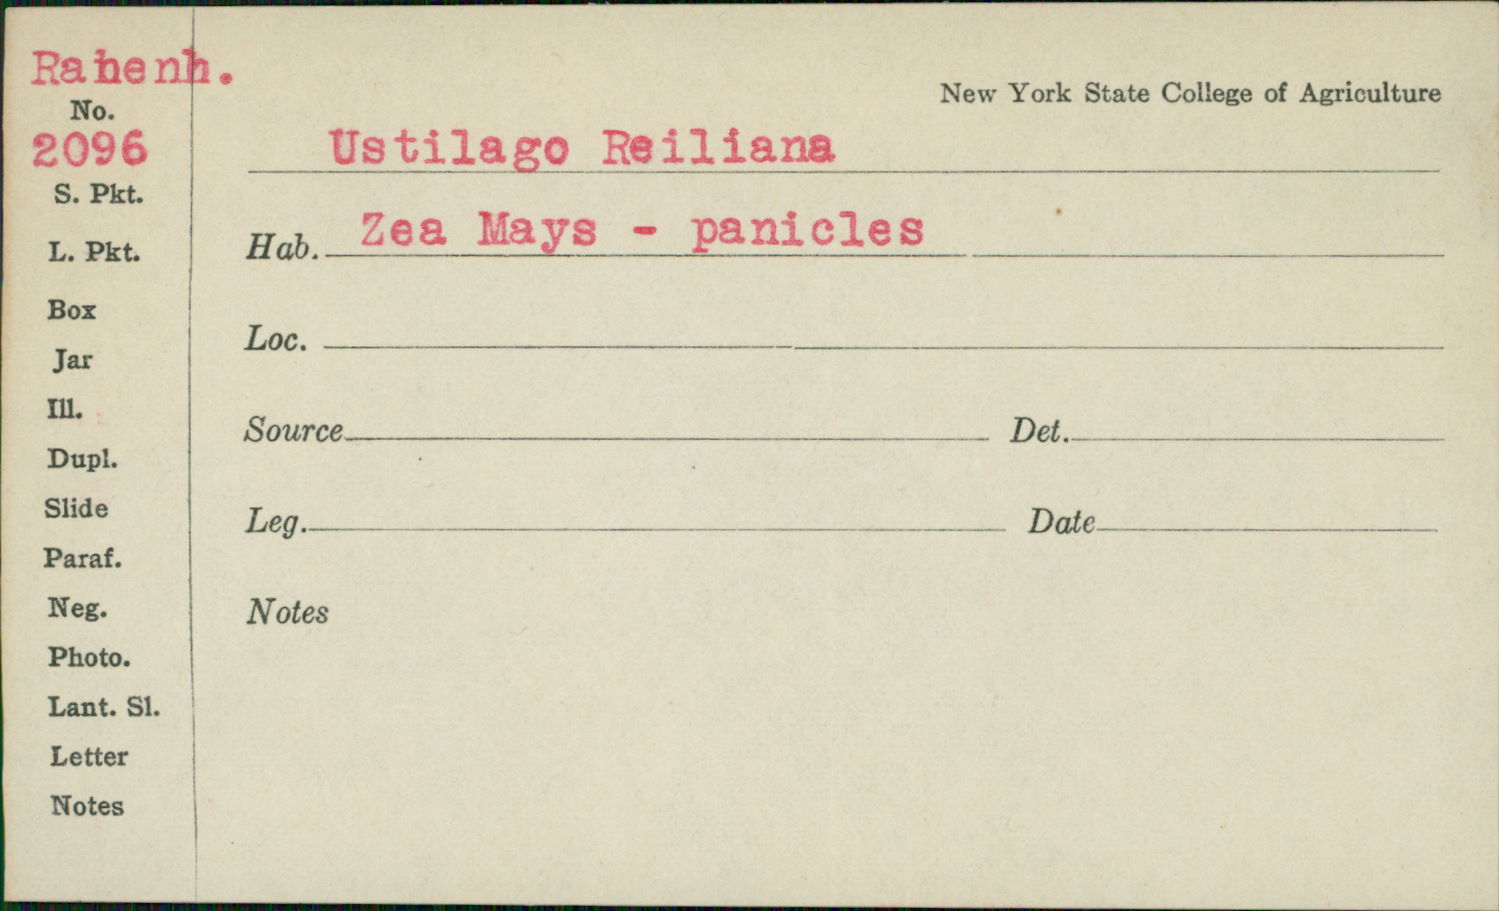 Rabenh.
New York State College of Agriculture
No.
2096
Ustilago Reiliana
S. Pkt.
Hab. Zea Mays - panicles
L. Pkt.
Box
Loc.
Jar
Ill.
Source Det.
Dupl.
Slide
Leg. Date
Paraf.
Neg.
Notes
Photo.
Lant. Sl.
Letter
Notes